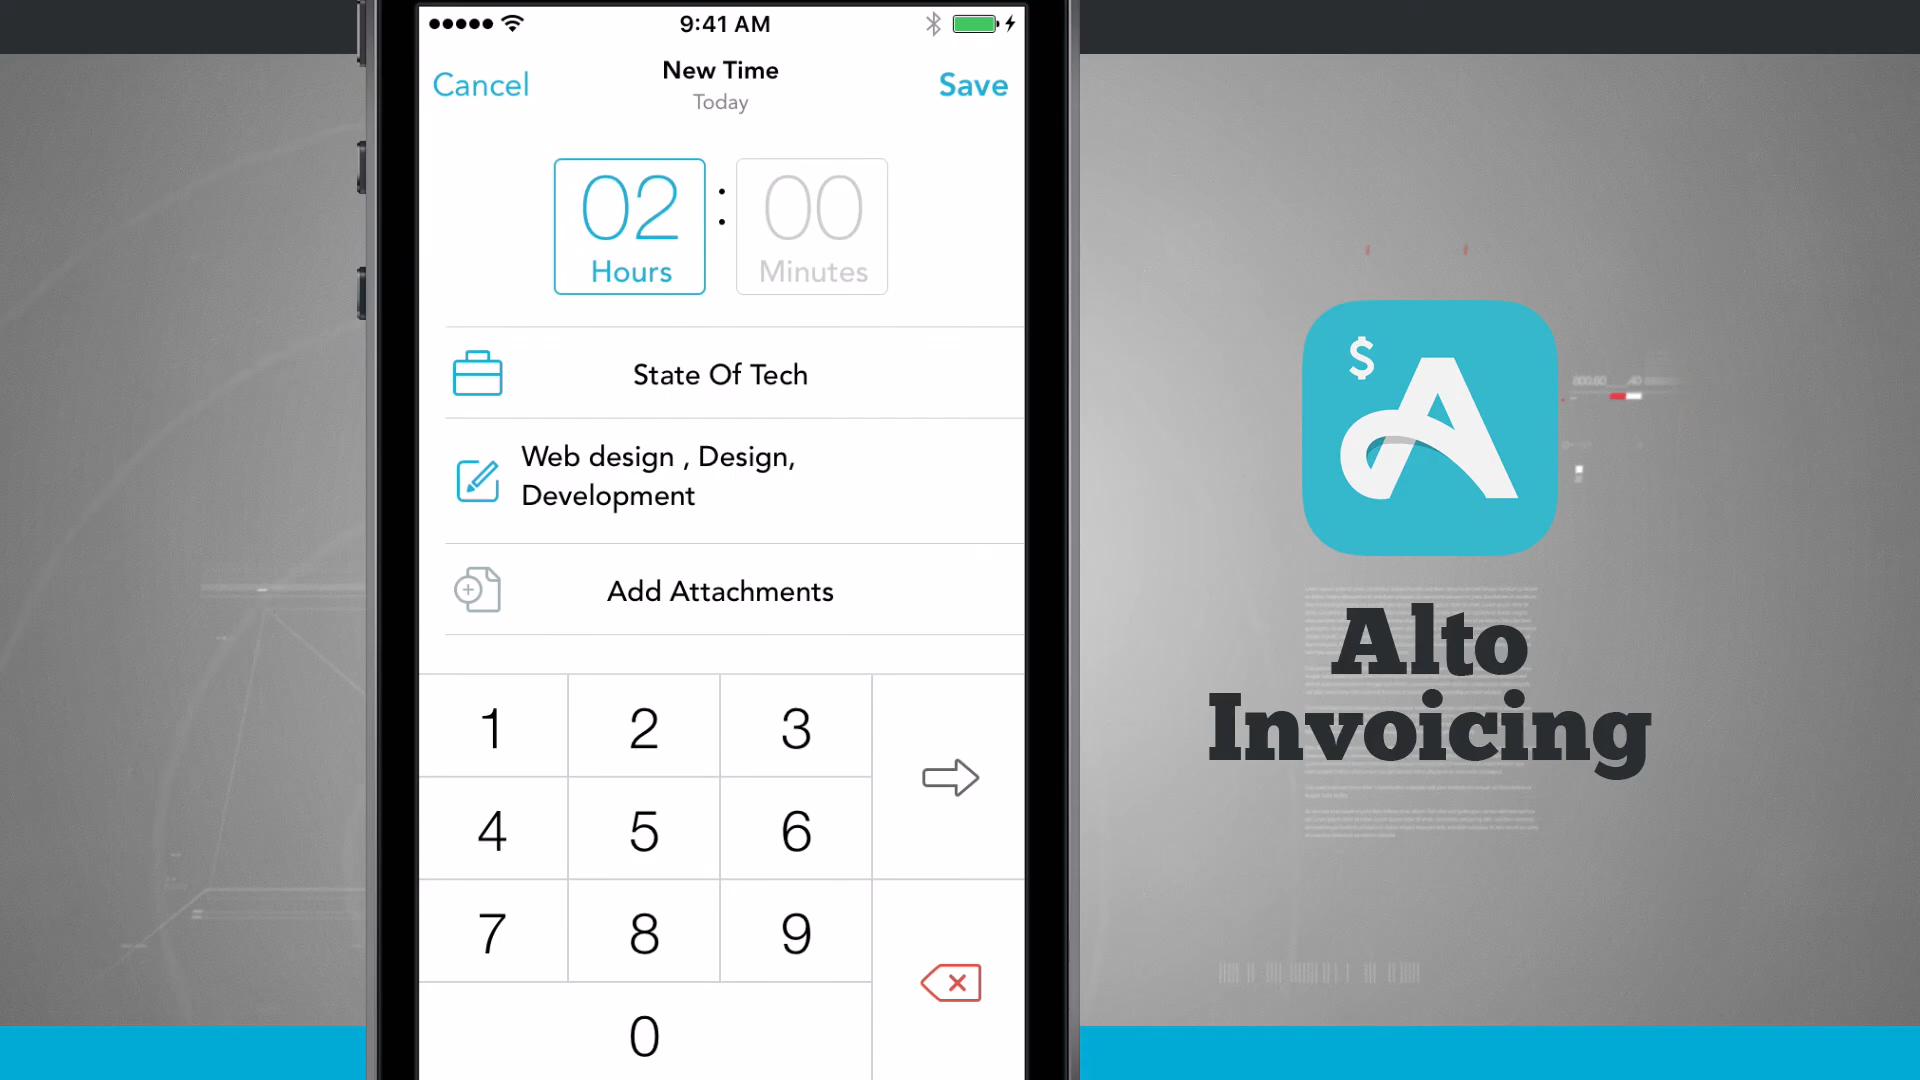 9:41 AM
Cancel
New Time
Save
Today
02 : 00
Hours
Minutes
State Of Tech
Web design , Design,
Development
Add Attachments
1 2 3
4 5 6
7 8 9
0
$
A
Alto
Invoicing